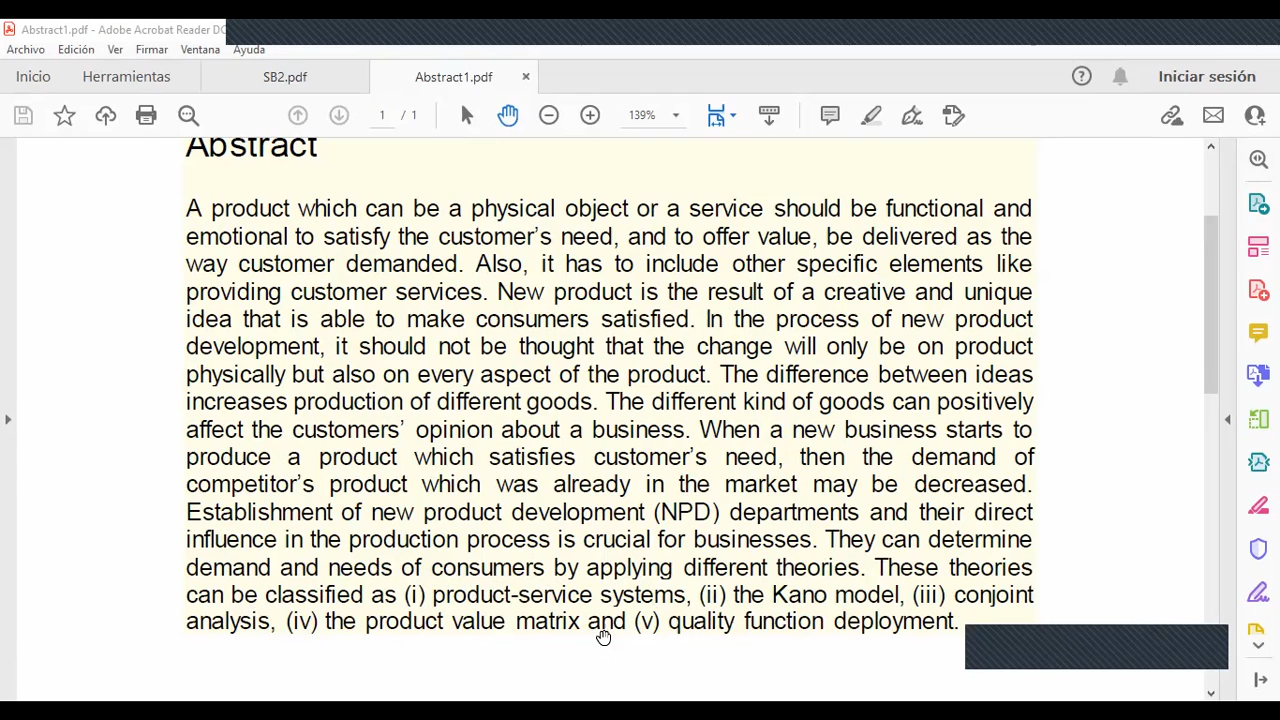 Abstract1.pdf - Adobe Acrobat Reader DC
Archivo Edición Ver Firmar Ventana Ayuda
Inicio Herramientas SB2.pdf Abstract1.pdf × Iniciar sesión
1 / 1 139%
Abstract
A product which can be a physical object or a service should be functional and
emotional to satisfy the customer's need, and to offer value, be delivered as the
way customer demanded. Also, it has to include other specific elements like
providing customer services. New product is the result of a creative and unique
idea that is able to make consumers satisfied. In the process of new product
development, it should not be thought that the change will only be on product
physically but also on every aspect of the product. The difference between ideas
increases production of different goods. The different kind of goods can positively
affect the customers' opinion about a business. When a new business starts to
produce a product which satisfies customer's need, then the demand of
competitor's product which was already in the market may be decreased.
Establishment of new product development (NPD) departments and their direct
influence in the production process is crucial for businesses. They can determine
demand and needs of consumers by applying different theories. These theories
can be classified as (i) product-service systems, (ii) the Kano model, (iii) conjoint
analysis, (iv) the product value matrix and (v) quality function deployment.